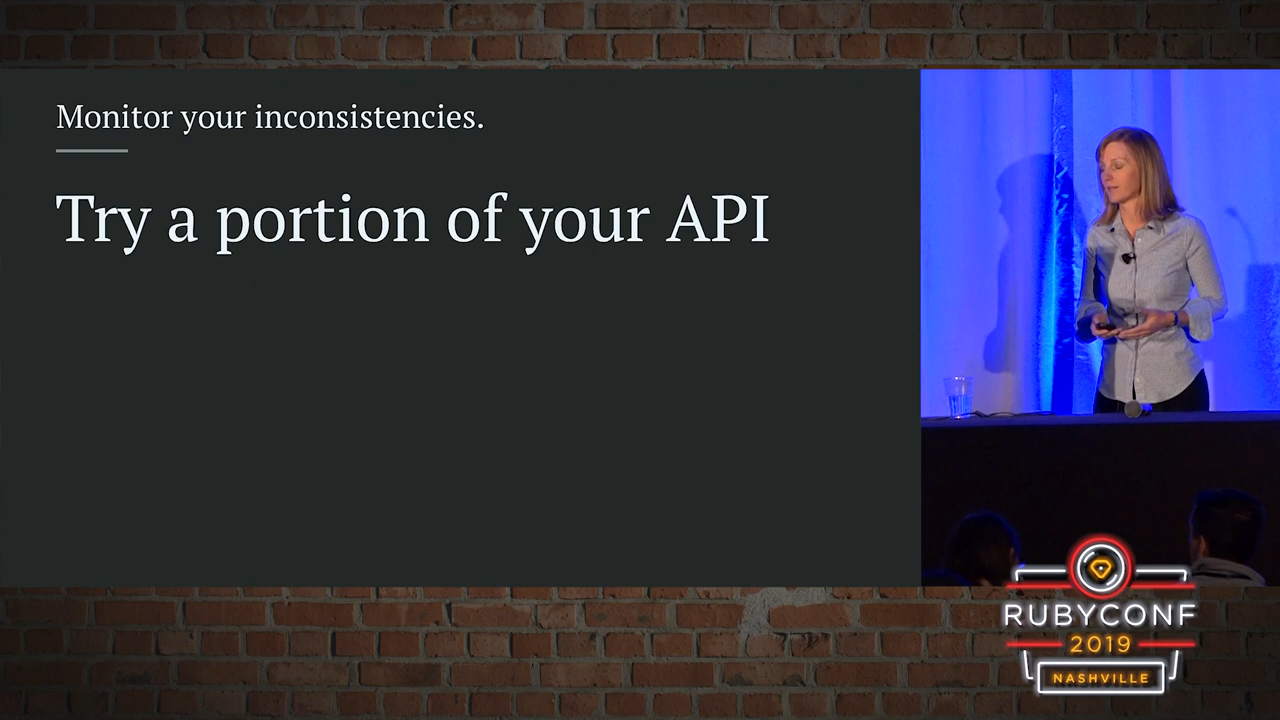 Monitor your inconsistencies.
Try a portion of your API
RUBYCONF
2019
NASHVILLE